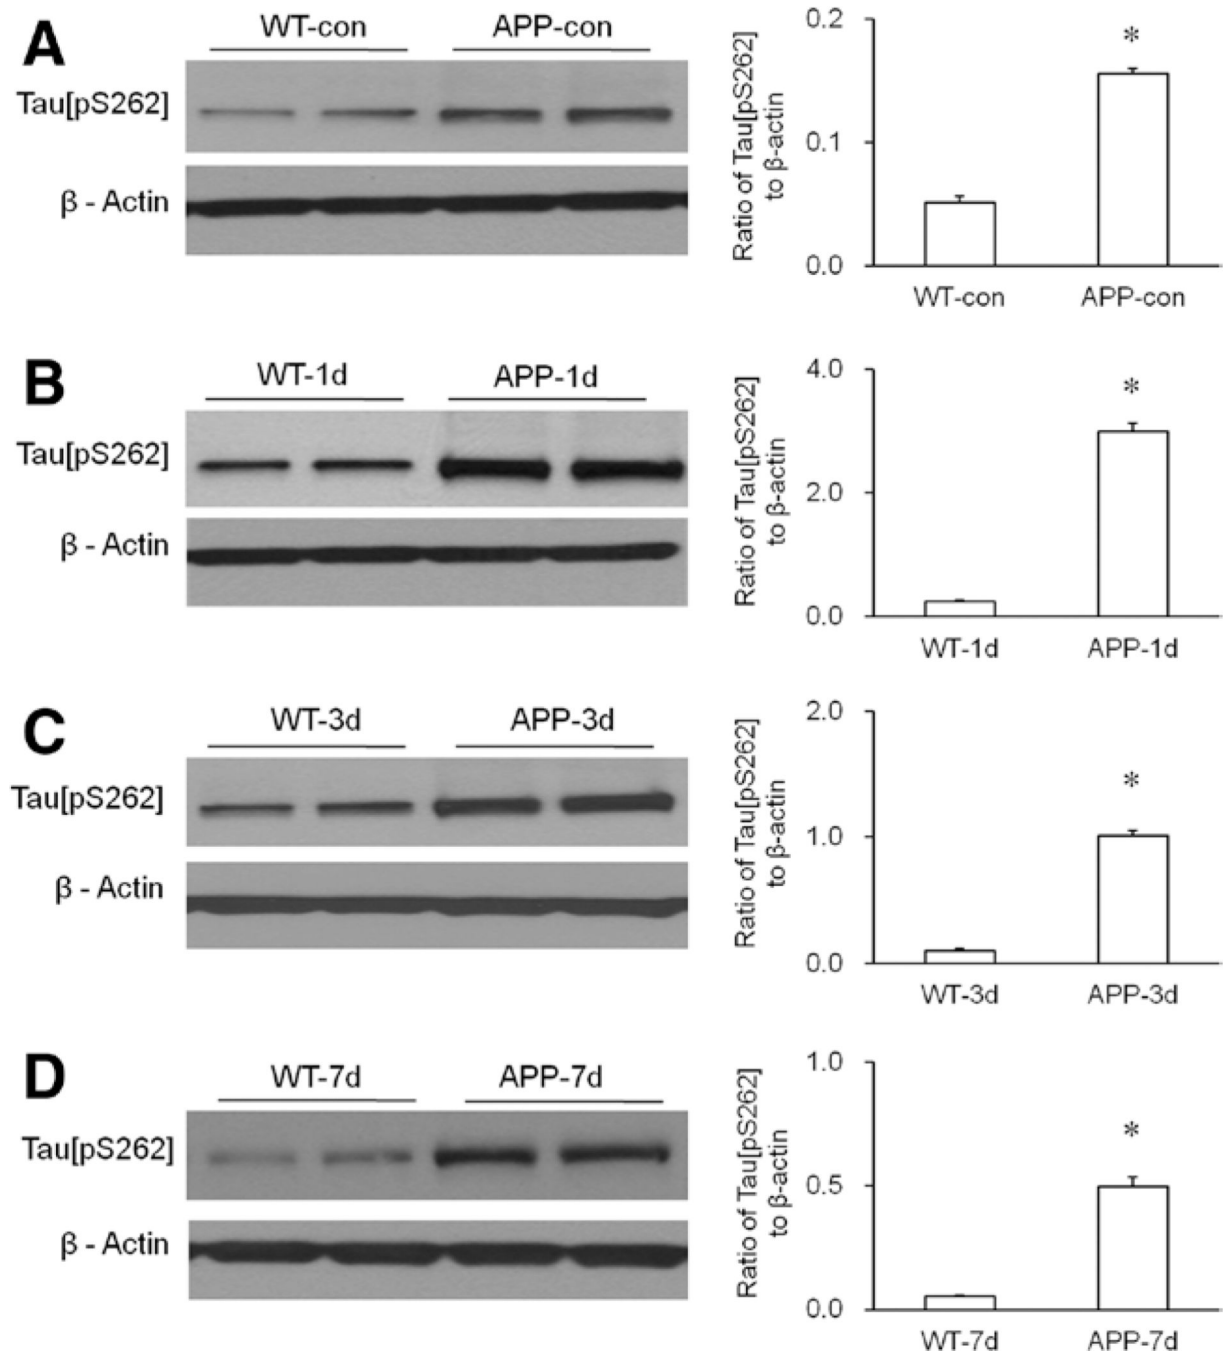 A
WT-con
APP-con
Tau[pS262]
β - Actin
Ratio of Tau[pS262]
to β-actin
0.2
0.1
0.0
*
WT-con
APP-con
B
WT-1d
APP-1d
Tau[pS262]
β - Actin
Ratio of Tau[pS262]
to β-actin
4.0
2.0
0.0
*
WT-1d
APP-1d
C
WT-3d
APP-3d
Tau[pS262]
β - Actin
Ratio of Tau[pS262]
to β-actin
2.0
1.0
0.0
*
WT-3d
APP-3d
D
WT-7d
APP-7d
Tau[pS262]
β - Actin
Ratio of Tau[pS262]
to β-actin
1.0
0.5
0.0
*
WT-7d
APP-7d